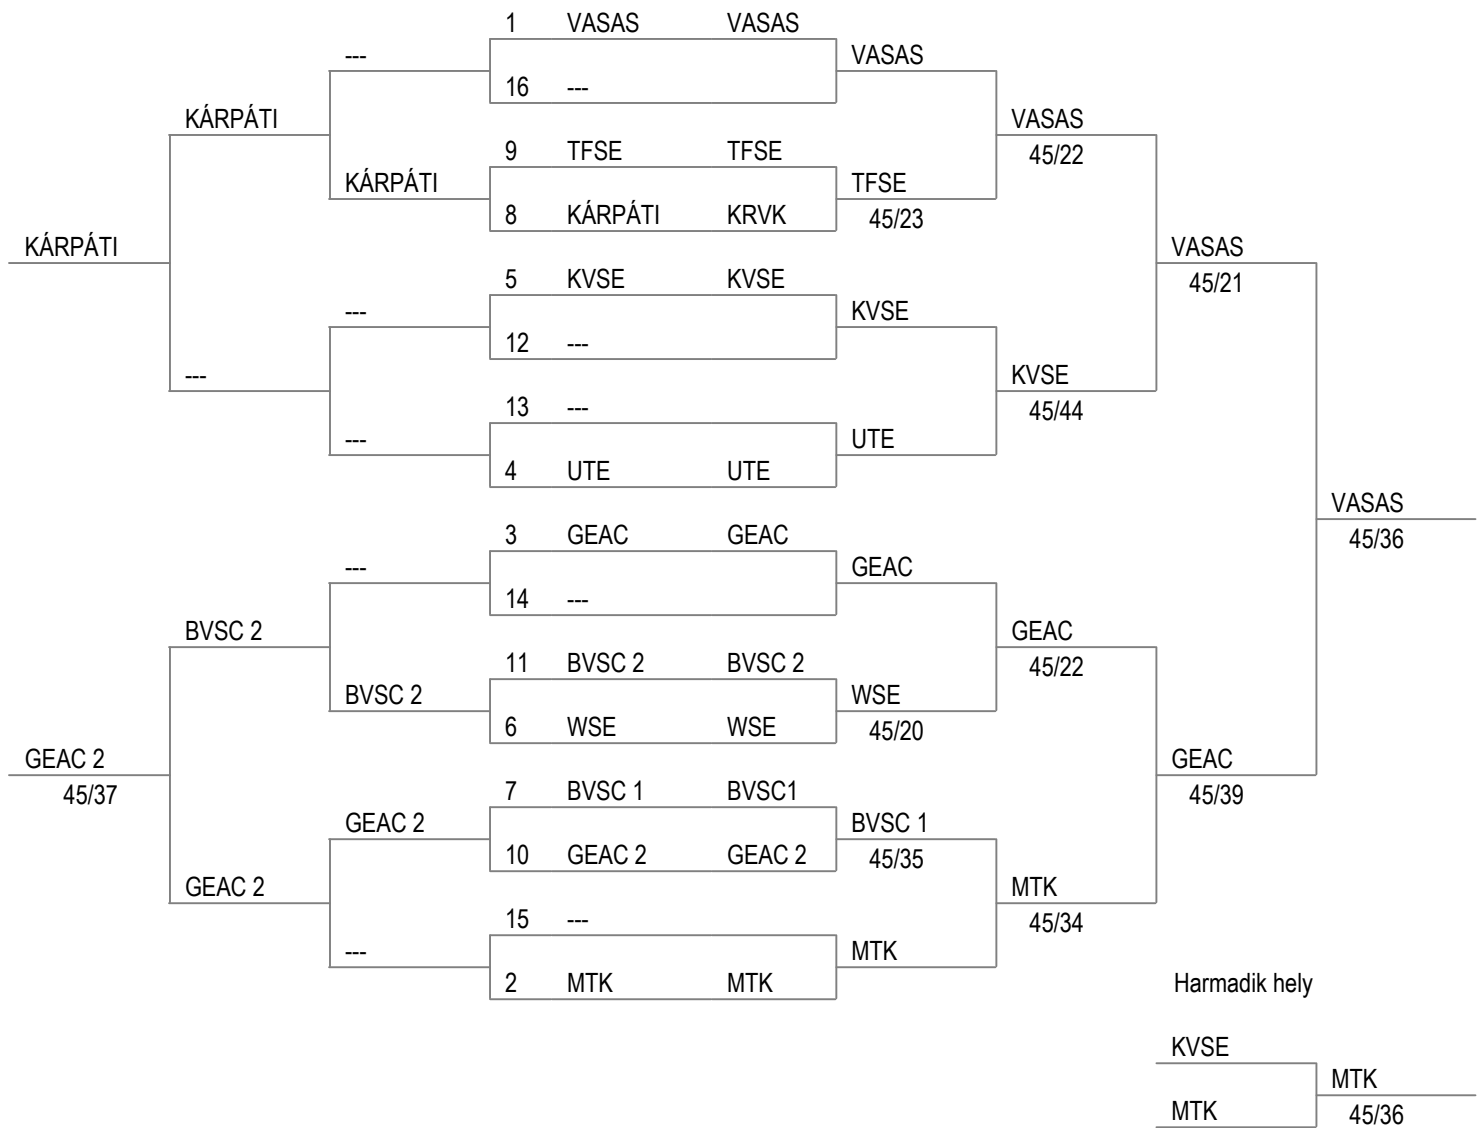 1 VASAS VASAS
--- VASAS
16 ---
KÁRPÁTI VASAS
9 TFSE TFSE 45/22
KÁRPÁTI TFSE
8 KÁRPÁTI KRVK 45/23
KÁRPÁTI VASAS
5 KVSE KVSE 45/21
--- KVSE
12 ---
--- KVSE
13 --- 45/44
--- UTE
4 UTE UTE
VASAS
3 GEAC GEAC 45/36
--- GEAC
14 ---
BVSC 2 GEAC
11 BVSC 2 BVSC 2 45/22
BVSC 2 WSE
6 WSE WSE 45/20
GEAC 2 GEAC
45/37 7 BVSC 1 BVSC1 45/39
GEAC 2 BVSC 1
10 GEAC 2 GEAC 2 45/35
GEAC 2 MTK
15 --- 45/34
--- MTK
2 MTK MTK Harmadik hely
KVSE
MTK
MTK 45/36